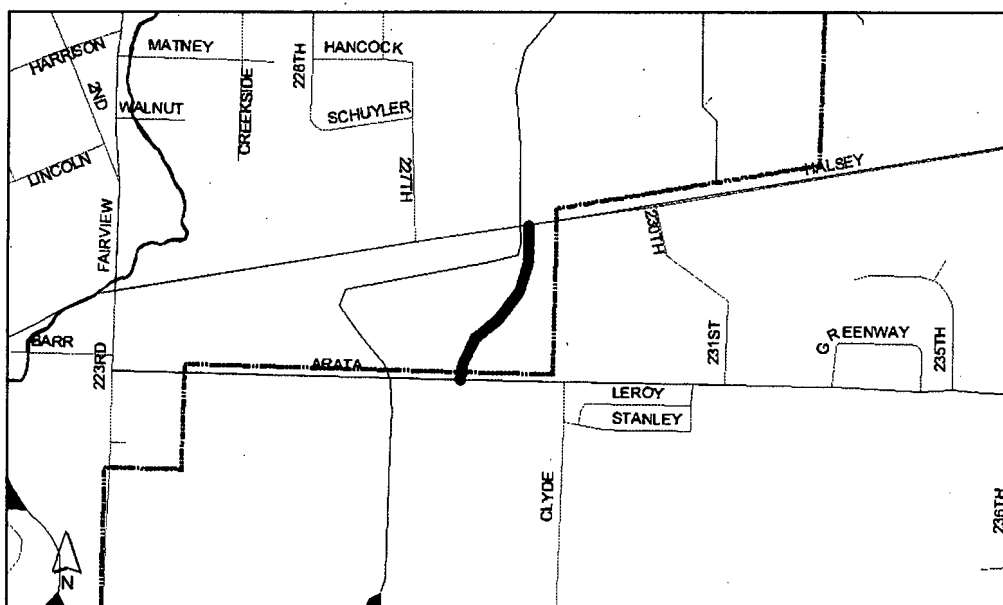 HARRISON
MATNEY
228TH
HANCOCK
2ND
WALNUT
CREEKSIDE
SCHUYLER
LINCOLN
227TH
HALSEY
FAIRVIEW
230TH
BARR
223RD
ARATA
231ST
GREENWAY
235TH
LEROY
STANLEY
CLYDE
236TH
N